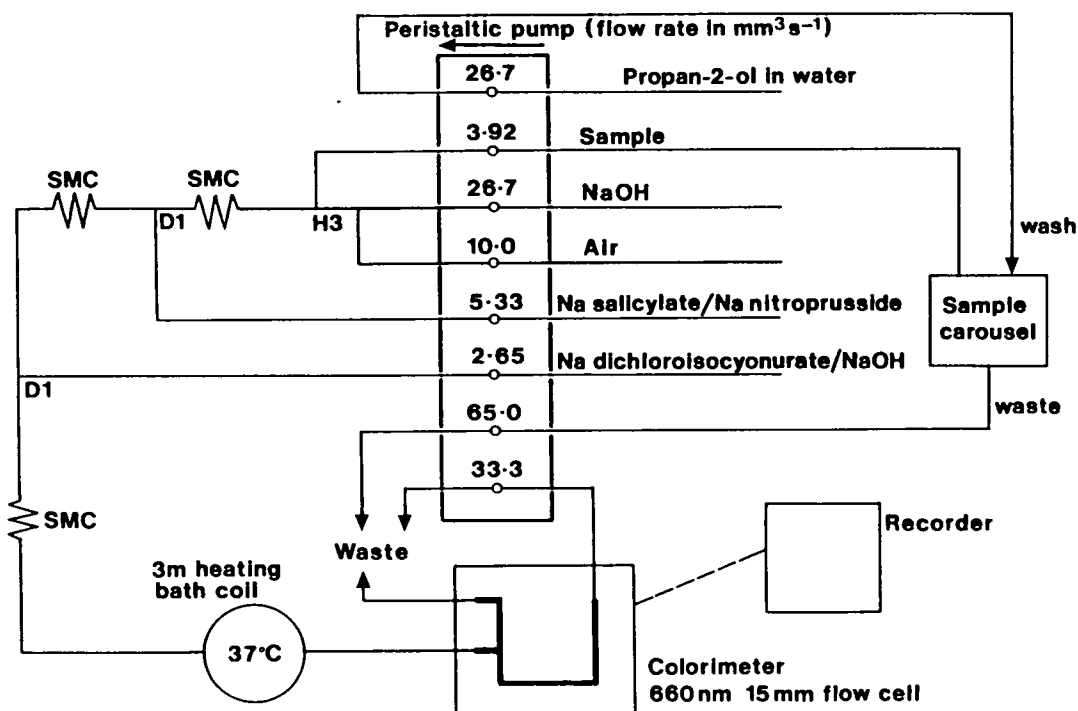 Peristaltic pump (flow rate in mm³s⁻¹)
26·7
Propan-2-ol in water
3·92
Sample
SMC
SMC
26·7
NaOH
D1
H3
wash
10·0
Air
5·33
Na salicylate/Na nitroprusside
Sample
carousel
2·65
Na dichloroisocyonurate/NaOH
D1
waste
65·0
33·3
SMC
Recorder
Waste
3m heating
bath coil
37°C
Colorimeter
660nm 15mm flow cell